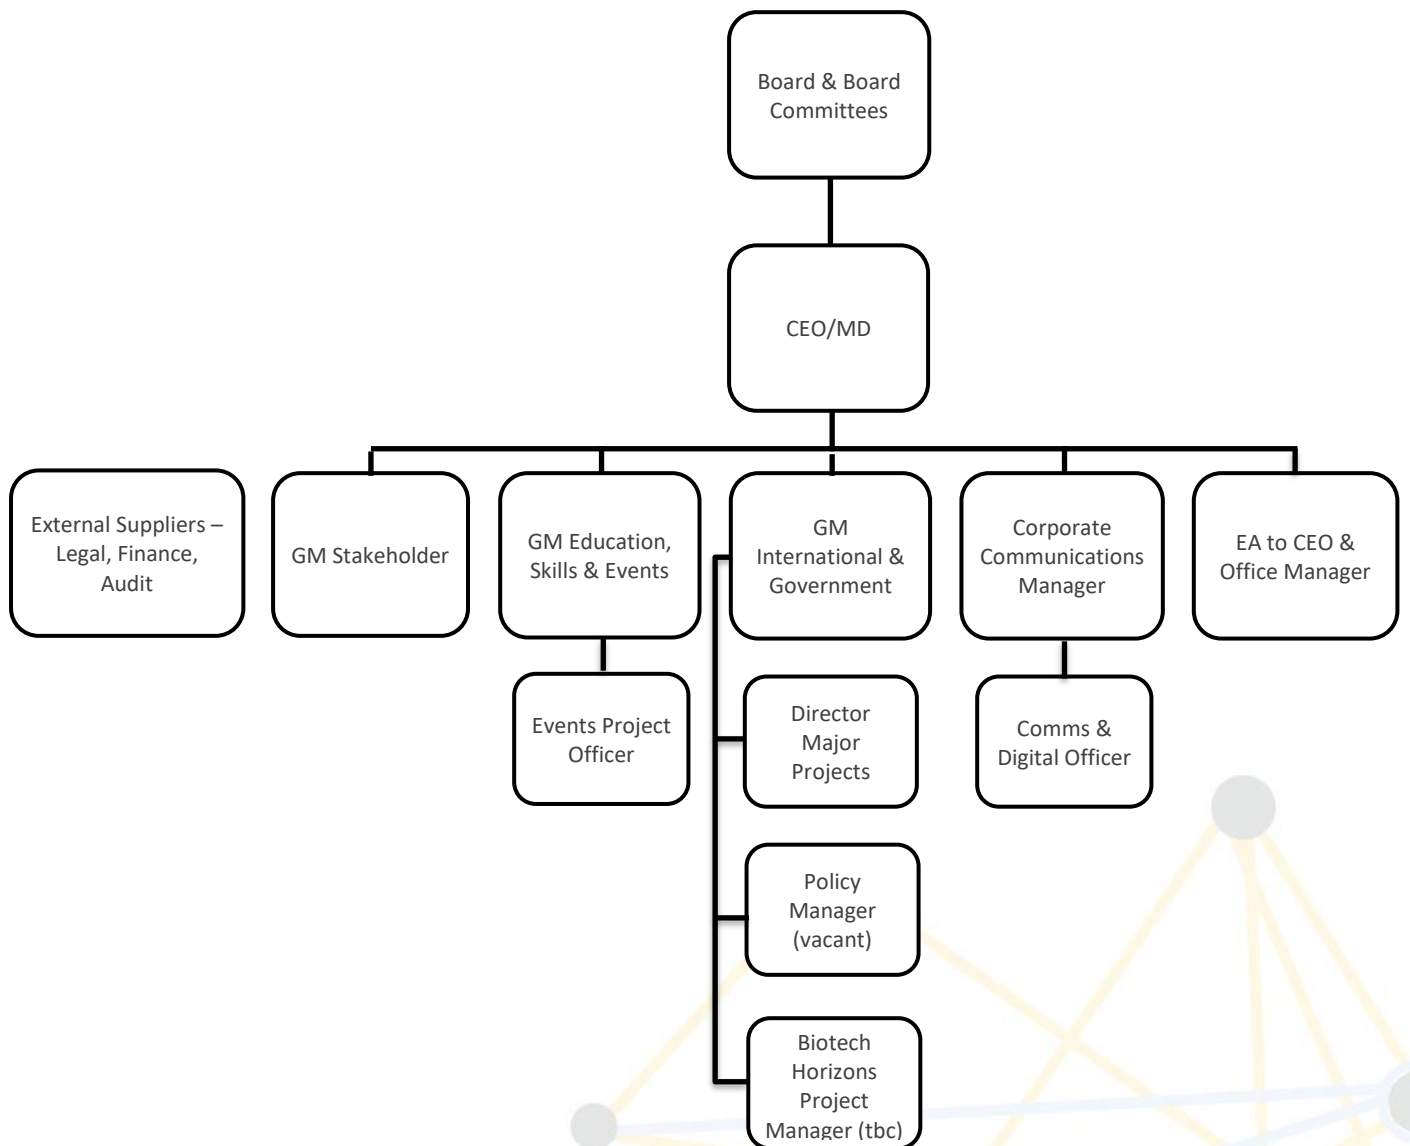 Board & Board
Committees
CEO/MD
External Suppliers –
Legal, Finance,
Audit
GM Stakeholder
GM Education,
Skills & Events
GM
International &
Government
Corporate
Communications
Manager
EA to CEO &
Office Manager
Events Project
Officer
Director
Major
Projects
Comms &
Digital Officer
Policy
Manager
(vacant)
Biotech
Horizons
Project
Manager (tbc)